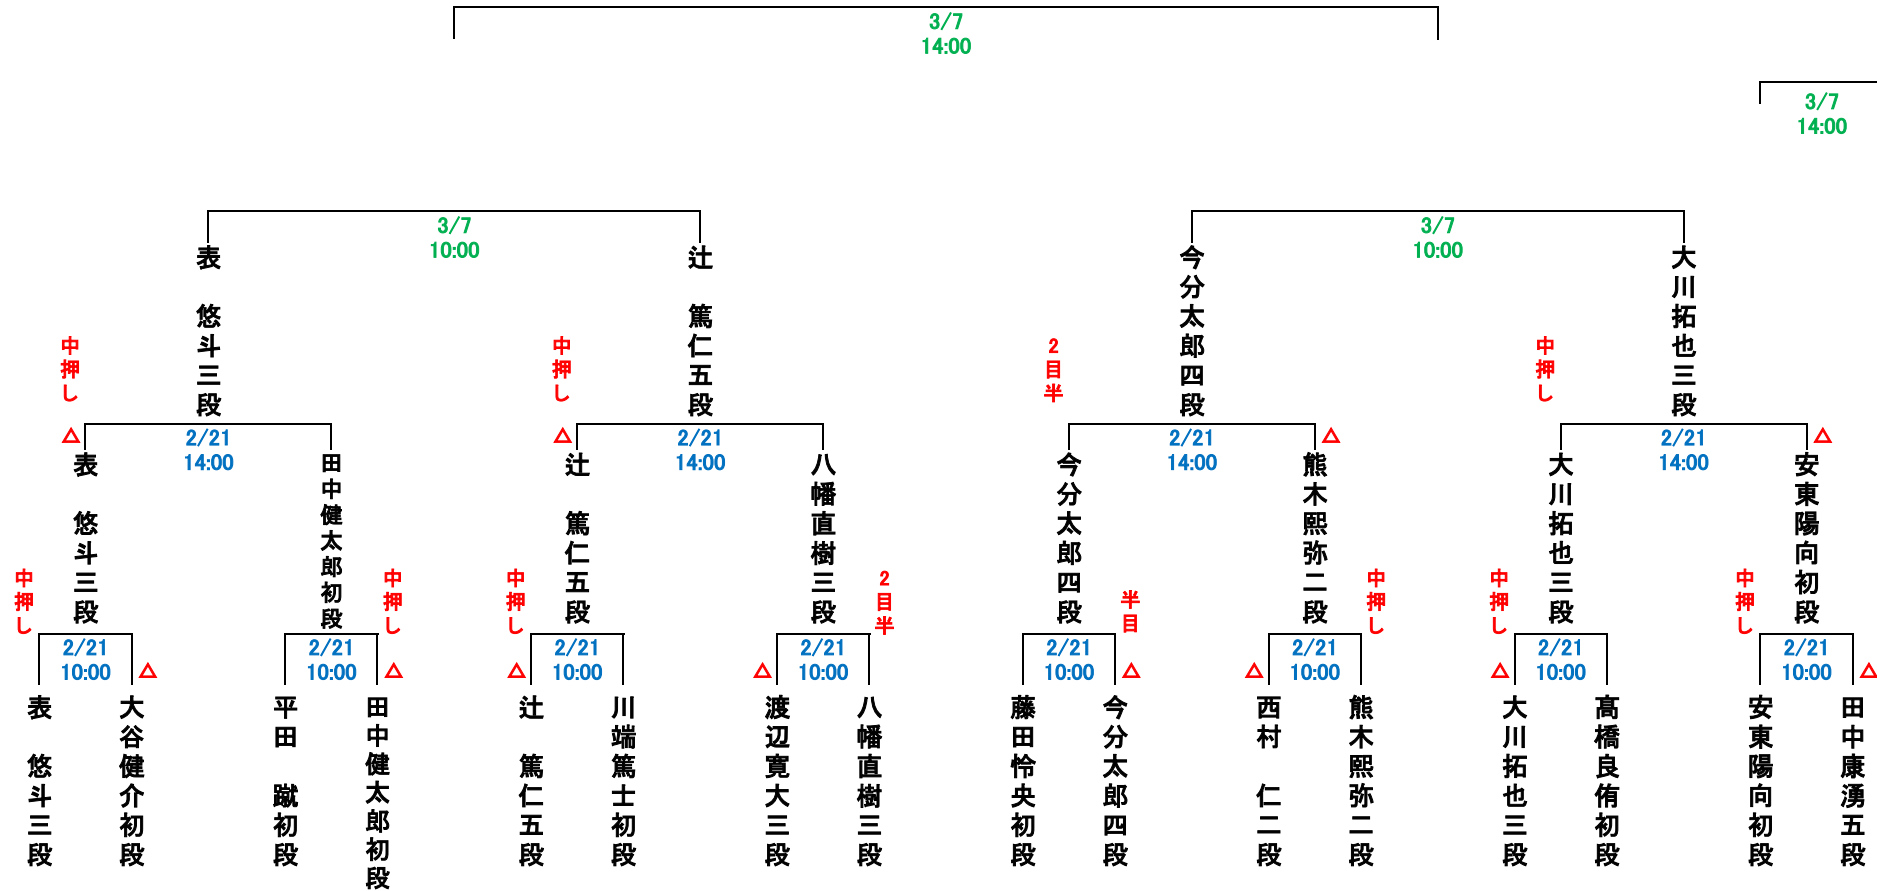 3/7
14:00
3/7
14:00
3/7
10:00
3/7
10:00
表　悠斗三段
辻　篤仁五段
今分太郎四段
大川拓也三段
中押し
中押し
2目半
中押し
△
2/21
14:00
△
2/21
14:00
2/21
14:00
△
2/21
14:00
△
表　悠斗三段
田中健太郎初段
辻　篤仁五段
八幡直樹三段
今分太郎四段
熊木熙弥二段
大川拓也三段
安東陽向初段
中押し
中押し
中押し
2目半
半目
中押し
中押し
中押し
2/21
10:00
△
2/21
10:00
△
△
2/21
10:00
△
2/21
10:00
2/21
10:00
△
△
2/21
10:00
△
2/21
10:00
2/21
10:00
△
表　悠斗三段
大谷健介初段
平田　蹴初段
田中健太郎初段
辻　篤仁五段
川端篤士初段
渡辺寛大三段
八幡直樹三段
藤田怜央初段
今分太郎四段
西村　仁二段
熊木熙弥二段
大川拓也三段
髙橋良侑初段
安東陽向初段
田中康湧五段